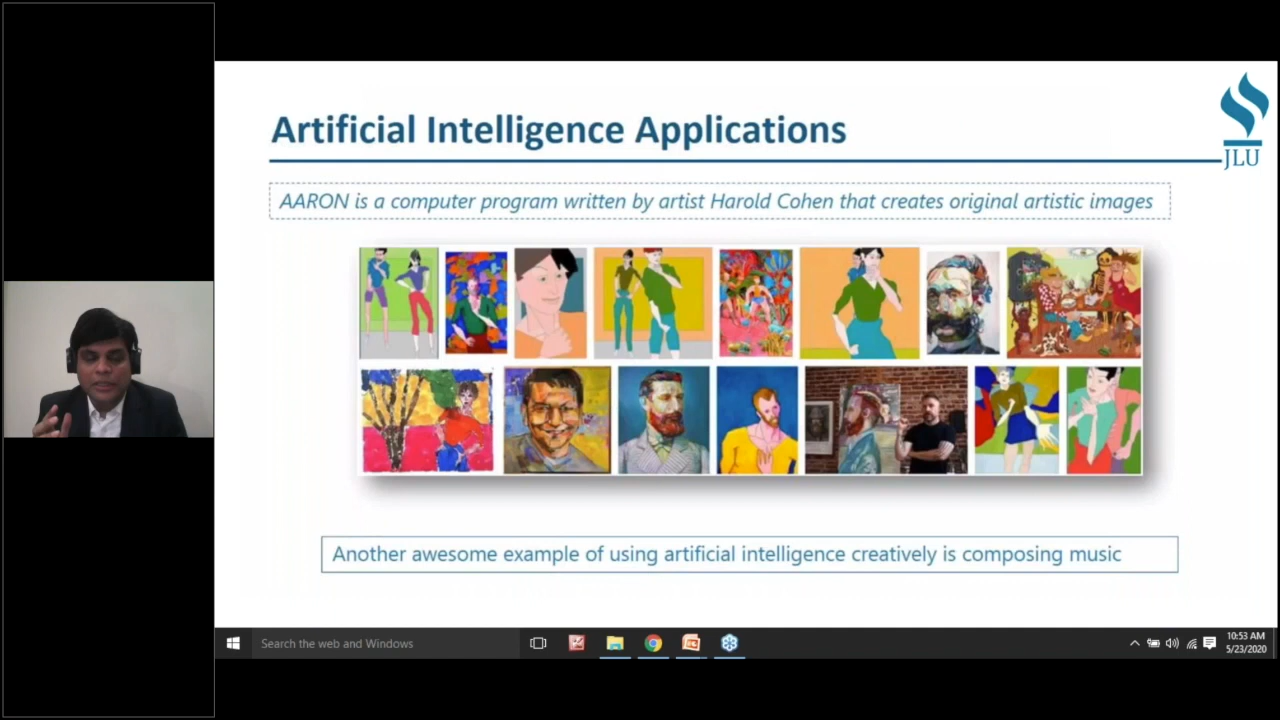 Artificial Intelligence Applications
JLU
AARON is a computer program written by artist Harold Cohen that creates original artistic images
Another awesome example of using artificial intelligence creatively is composing music
Search the web and Windows
10:53 AM
5/23/2020